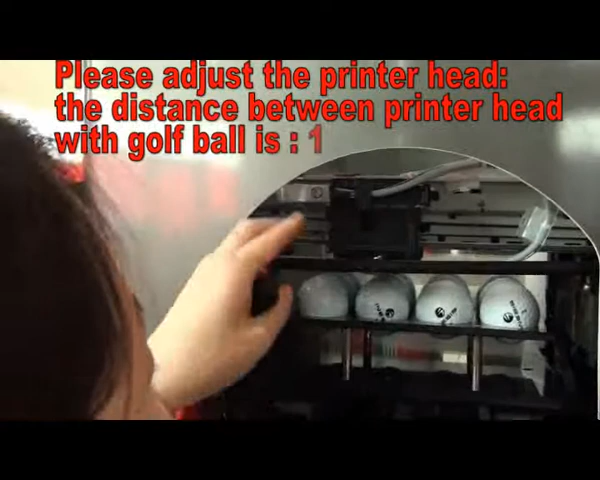 Please adjust the printer head:
the distance between printer head
with golf ball is : 1